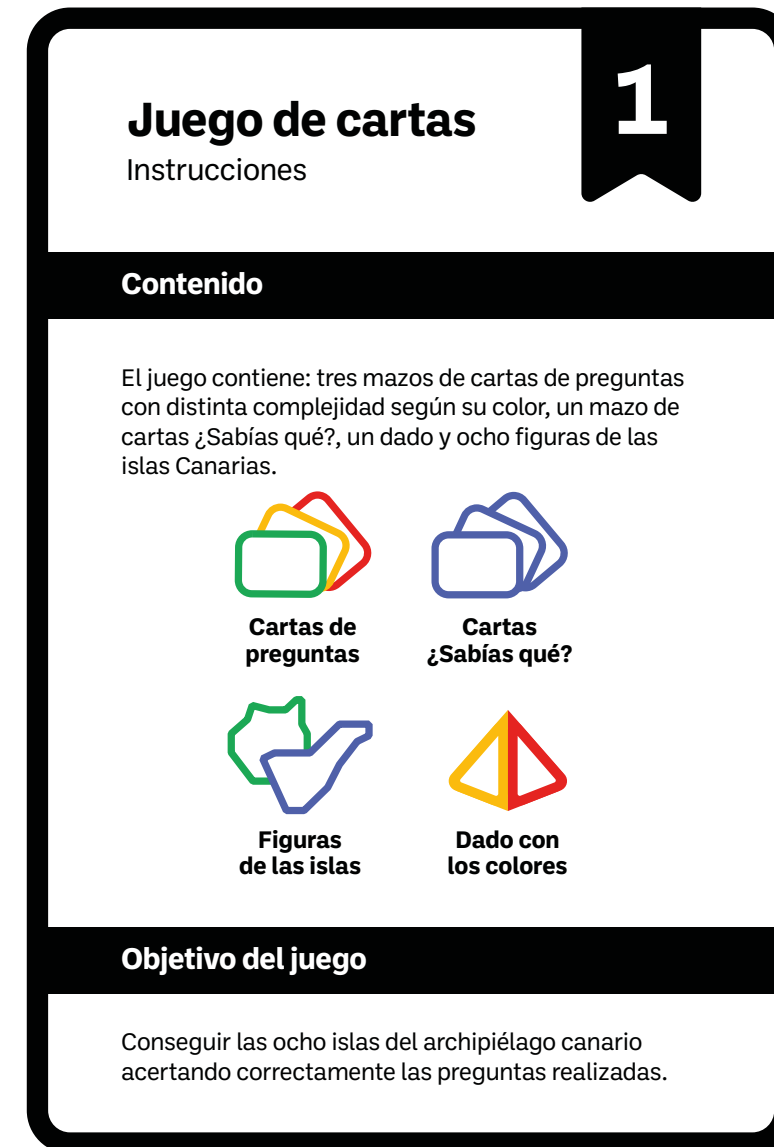 1
Juego de cartas
Instrucciones
Contenido
El juego contiene: tres mazos de cartas de preguntas
con distinta complejidad según su color, un mazo de
cartas ¿Sabías qué?, un dado y ocho figuras de las
islas Canarias.
Cartas de
preguntas
Cartas
¿Sabías qué?
Figuras
de las islas
Dado con
los colores
Objetivo del juego
Conseguir las ocho islas del archipiélago canario
acertando correctamente las preguntas realizadas.